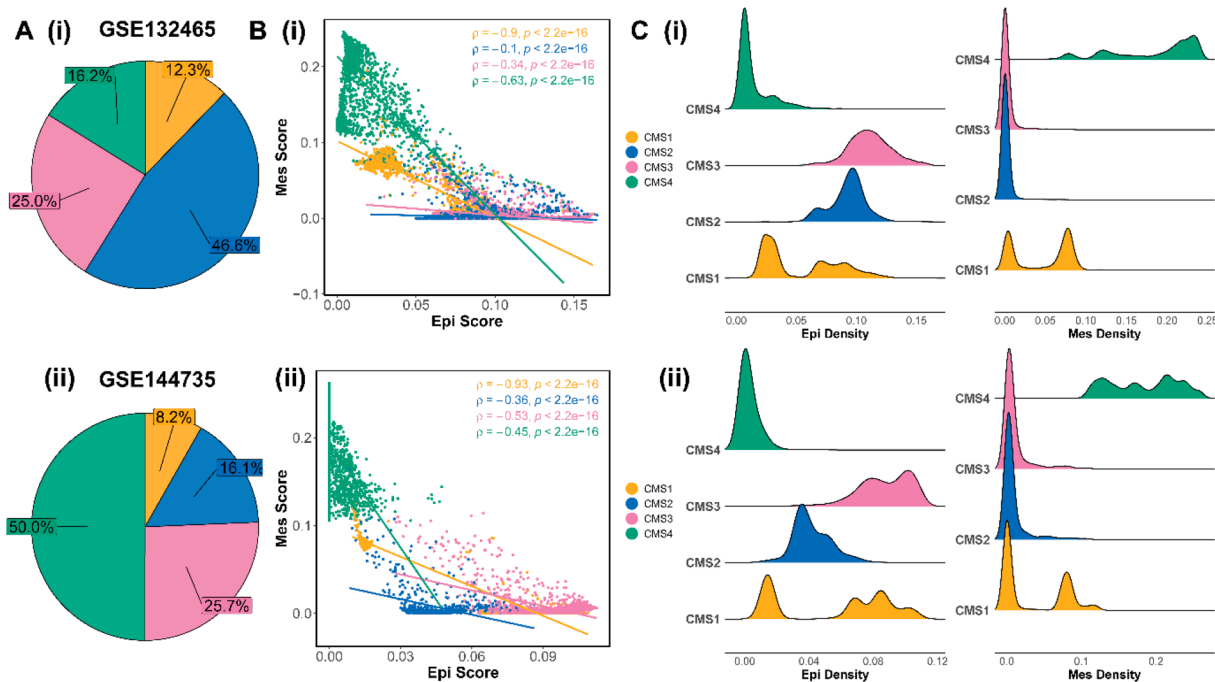 A (i) GSE132465
16.2%
12.3%
25.0%
46.6%
B (i)
ρ = −0.9, p < 2.2e−16
ρ = −0.1, p < 2.2e−16
ρ = −0.34, p < 2.2e−16
ρ = −0.63, p < 2.2e−16
Mes Score
0.2
0.1
0.0
−0.1
0.00 0.05 0.10 0.15
Epi Score
CMS1
CMS2
CMS3
CMS4
C (i)
CMS4
CMS3
CMS2
CMS1
0.00 0.05 0.10 0.15
Epi Density
CMS4
CMS3
CMS2
CMS1
0.00 0.05 0.10 0.15 0.20 0.25
Mes Density
(ii) GSE144735
8.2%
16.1%
50.0%
25.7%
(ii)
ρ = −0.93, p < 2.2e−16
ρ = −0.36, p < 2.2e−16
ρ = −0.53, p < 2.2e−16
ρ = −0.45, p < 2.2e−16
Mes Score
0.2
0.1
0.0
0.00 0.03 0.06 0.09
Epi Score
CMS1
CMS2
CMS3
CMS4
(ii)
CMS4
CMS3
CMS2
CMS1
0.00 0.04 0.08 0.12
Epi Density
CMS4
CMS3
CMS2
CMS1
0.0 0.1 0.2
Mes Density